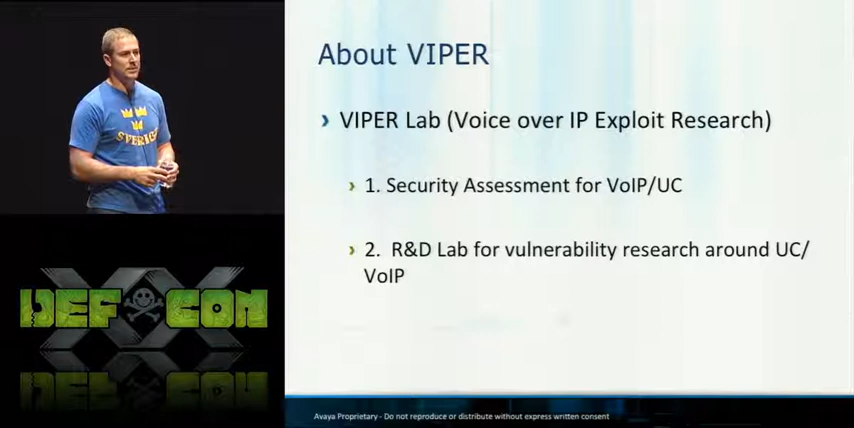 About VIPER
› VIPER Lab (Voice over IP Exploit Research)
› 1. Security Assessment for VoIP/UC
› 2. R&D Lab for vulnerability research around UC/
VoIP
SVERIGE
DEF CON
XX
Avaya Proprietary - Do not reproduce or distribute without express written consent